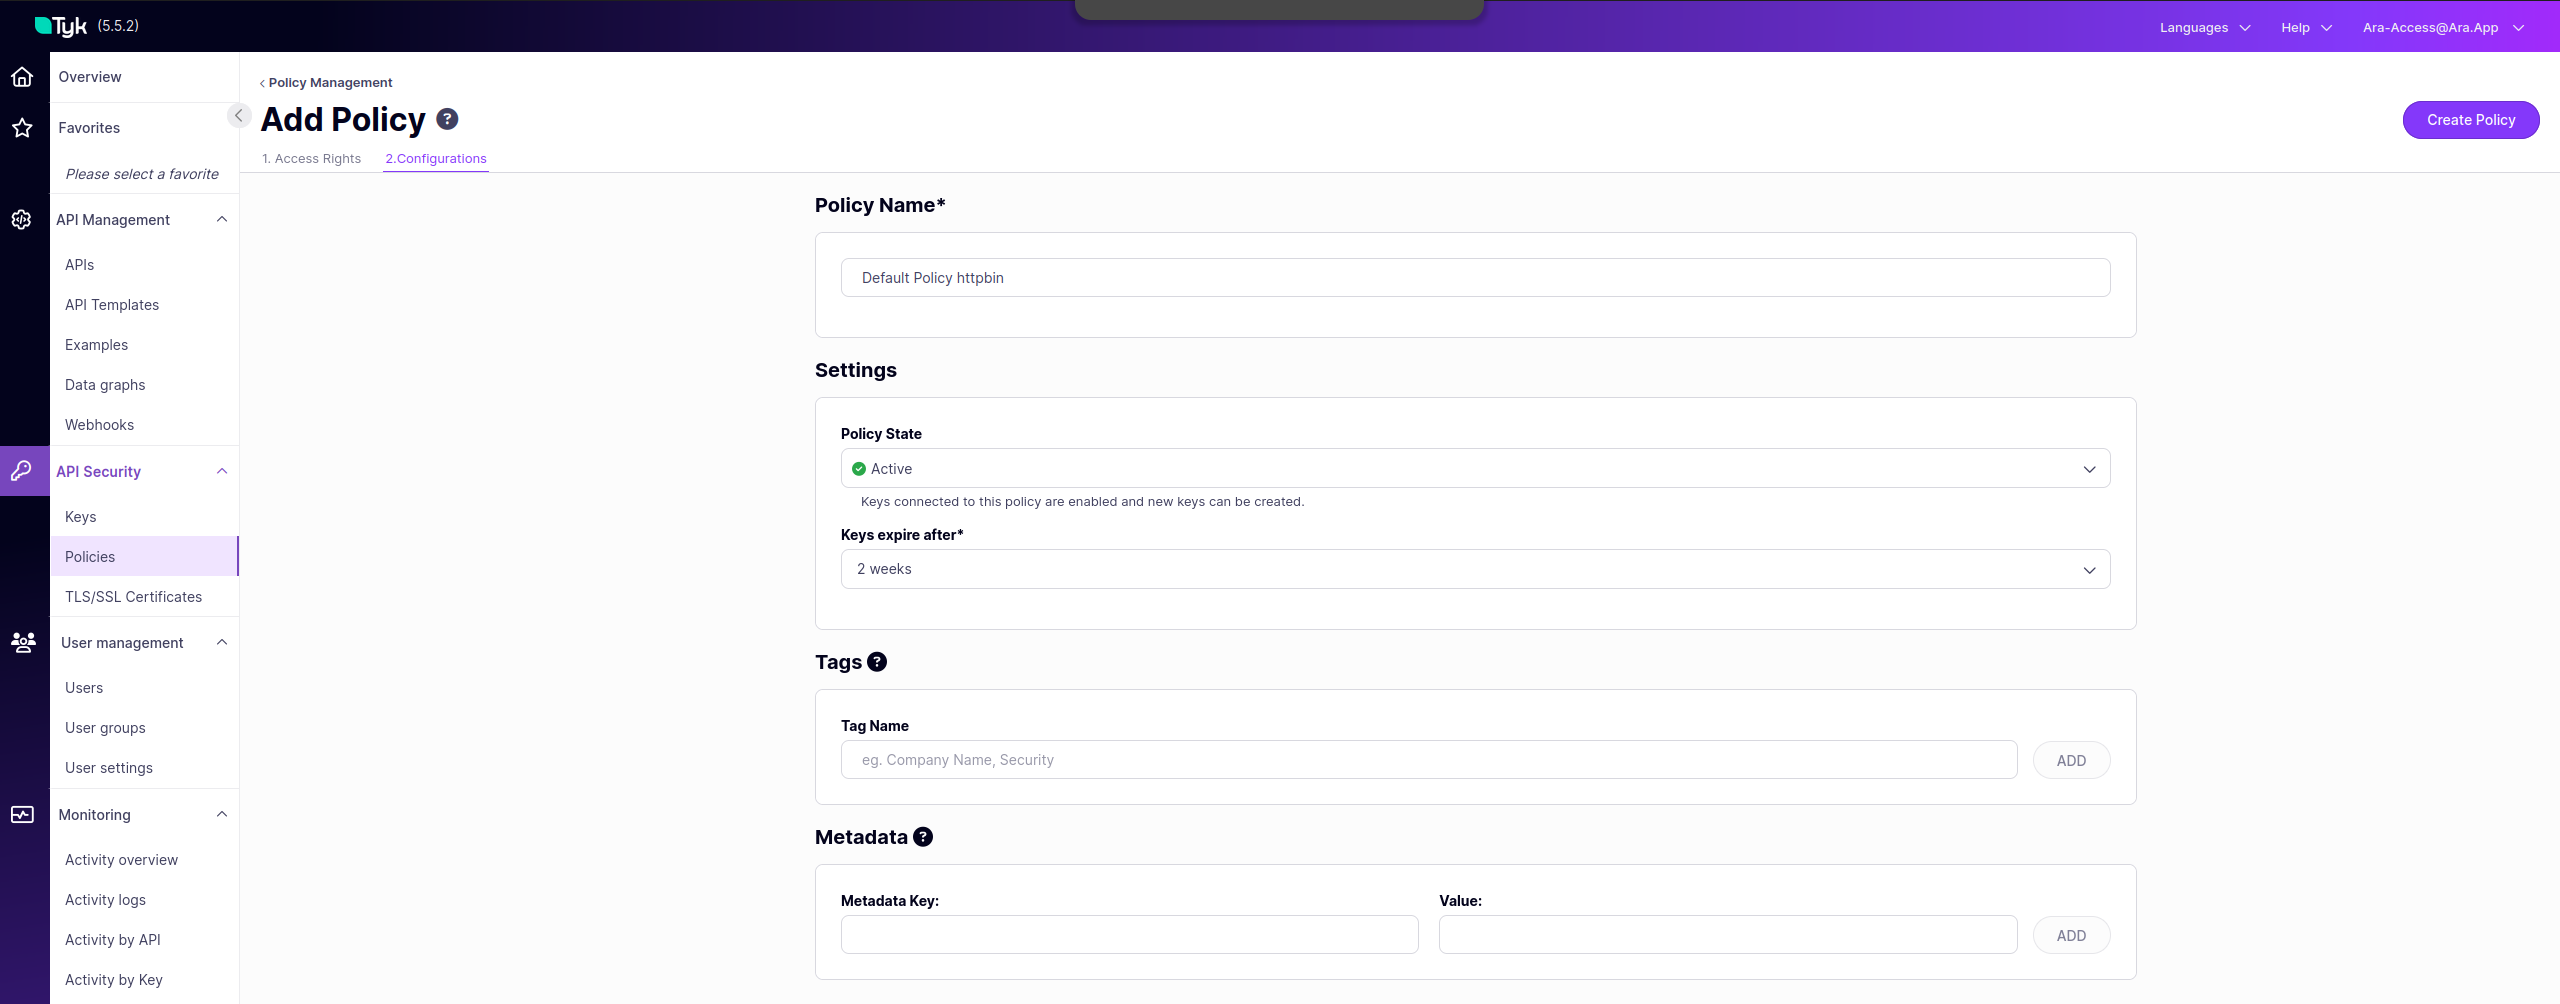 Tyk (5.5.2)
Languages
Help
Ara-Access@Ara.App
Overview
Favorites
Please select a favorite
API Management
APIs
API Templates
Examples
Data graphs
Webhooks
API Security
Keys
Policies
TLS/SSL Certificates
User management
Users
User groups
User settings
Monitoring
Activity overview
Activity logs
Activity by API
Activity by Key
‹ Policy Management
Add Policy ?
Create Policy
1. Access Rights
2.Configurations
Policy Name*
Default Policy httpbin
Settings
Policy State
Active
Keys connected to this policy are enabled and new keys can be created.
Keys expire after*
2 weeks
Tags ?
Tag Name
eg. Company Name, Security
ADD
Metadata ?
Metadata Key:
Value:
ADD